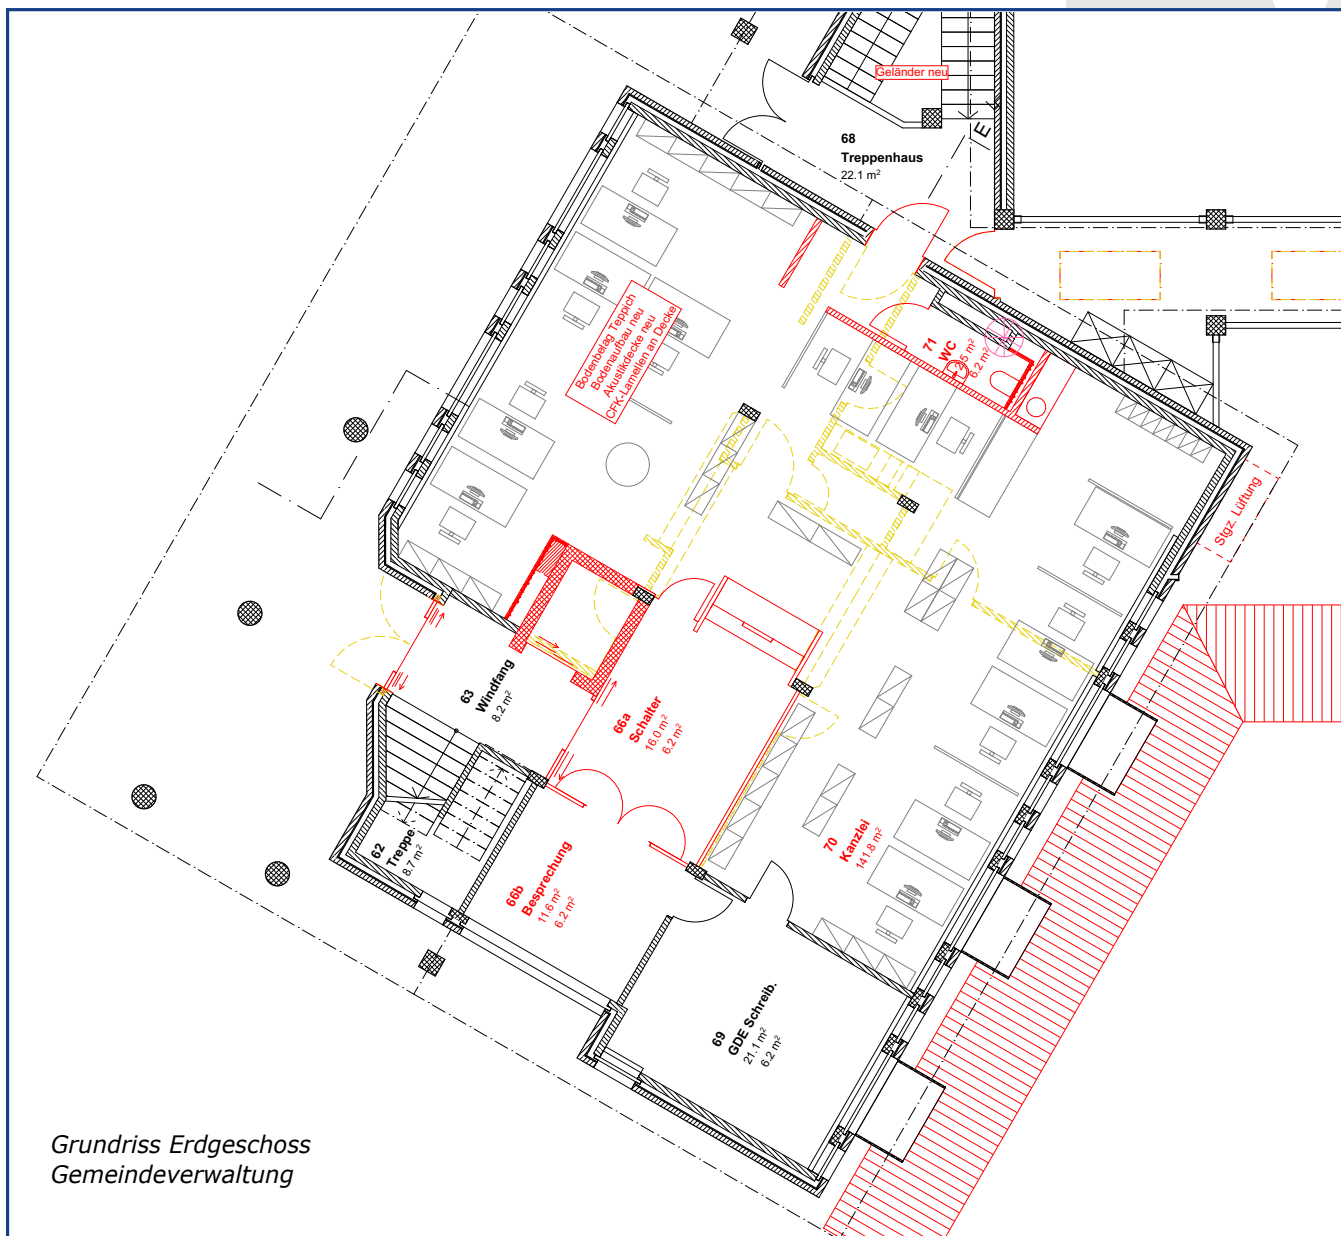 Geländer neu
E
68
Treppenhaus
22.1 m²
Bodenbelag Teppich
Bodenaufbau neu
Akustikdecke neu
CFK-Lamellen an Decke
71
WC
2.5 m²
6.2 m²
Stgz. Lüftung
63
Windfang
8.2 m²
66a
Schalter
16.0 m²
6.2 m²
62
Treppe
8.7 m²
66b
Besprechung
11.6 m²
6.2 m²
70
Kanzlei
141.8 m²
69
GDE Schreib.
21.1 m²
6.2 m²
Grundriss Erdgeschoss
Gemeindeverwaltung